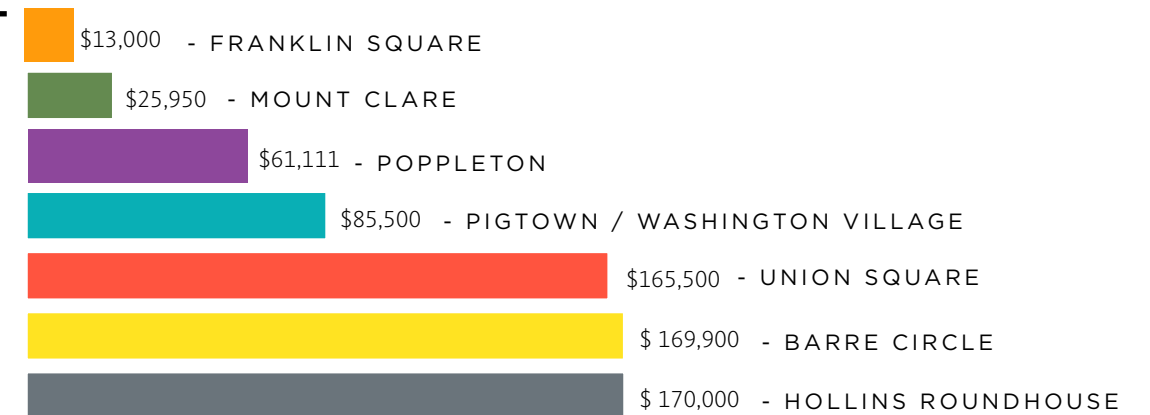 $13,000 - FRANKLIN SQUARE
$25,950 - MOUNT CLARE
$61,111 - POPPLETON
$85,500 - PIGTOWN / WASHINGTON VILLAGE
$165,500 - UNION SQUARE
$ 169,900 - BARRE CIRCLE
$ 170,000 - HOLLINS ROUNDHOUSE